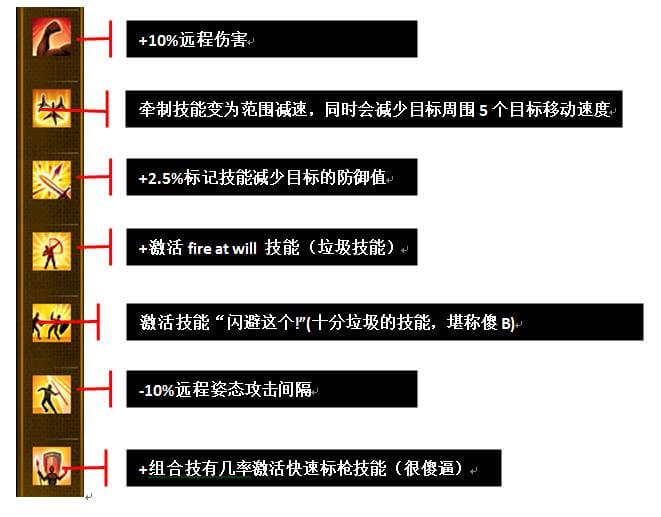 +10%远程伤害
牵制技能变为范围减速，同时会减少目标周围 5 个目标移动速度
+2.5%标记技能减少目标的防御值
+激活 fire at will 技能（垃圾技能）
激活技能“闪避这个!”(十分垃圾的技能，堪称傻 B)
-10%远程姿态攻击间隔
+组合技有几率激活快速标枪技能（很傻逼）